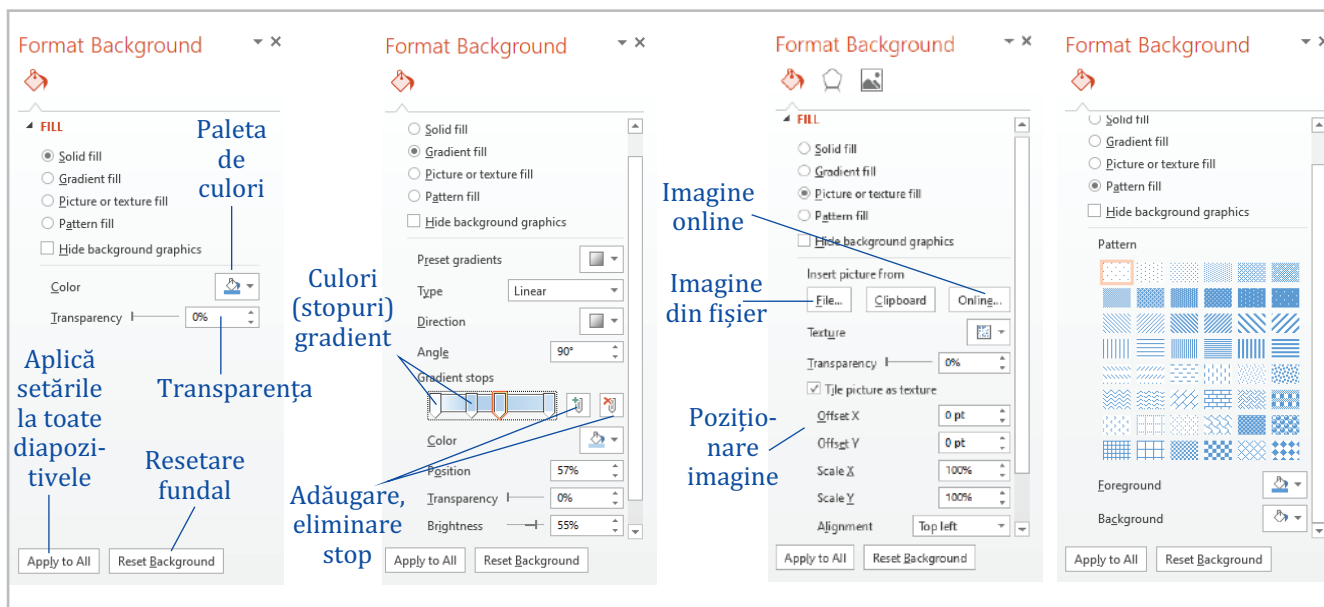 Format Background
FILL
Solid fill
Gradient fill
Picture or texture fill
Pattern fill
Hide background graphics
Color
Transparency
0%
Apply to All
Reset Background
Paleta
de
culori
Transparența
Aplică
setările
la toate
diapozi-
tivele
Resetare
fundal
Format Background
Solid fill
Gradient fill
Picture or texture fill
Pattern fill
Hide background graphics
Preset gradients
Type
Linear
Direction
Angle
90°
Gradient stops
Color
Position
57%
Transparency
0%
Brightness
55%
Apply to All
Reset Background
Culori
(stopuri)
gradient
Adăugare,
eliminare
stop
Format Background
FILL
Solid fill
Gradient fill
Picture or texture fill
Pattern fill
Hide background graphics
Insert picture from
File...
Clipboard
Online...
Texture
Transparency
0%
Tile picture as texture
Offset X
0 pt
Offset Y
0 pt
Scale X
100%
Scale Y
100%
Alignment
Top left
Apply to All
Reset Background
Imagine
online
Imagine
din fișier
Pozițio-
nare
imagine
Format Background
Solid fill
Gradient fill
Picture or texture fill
Pattern fill
Hide background graphics
Pattern
Foreground
Background
Apply to All
Reset Background